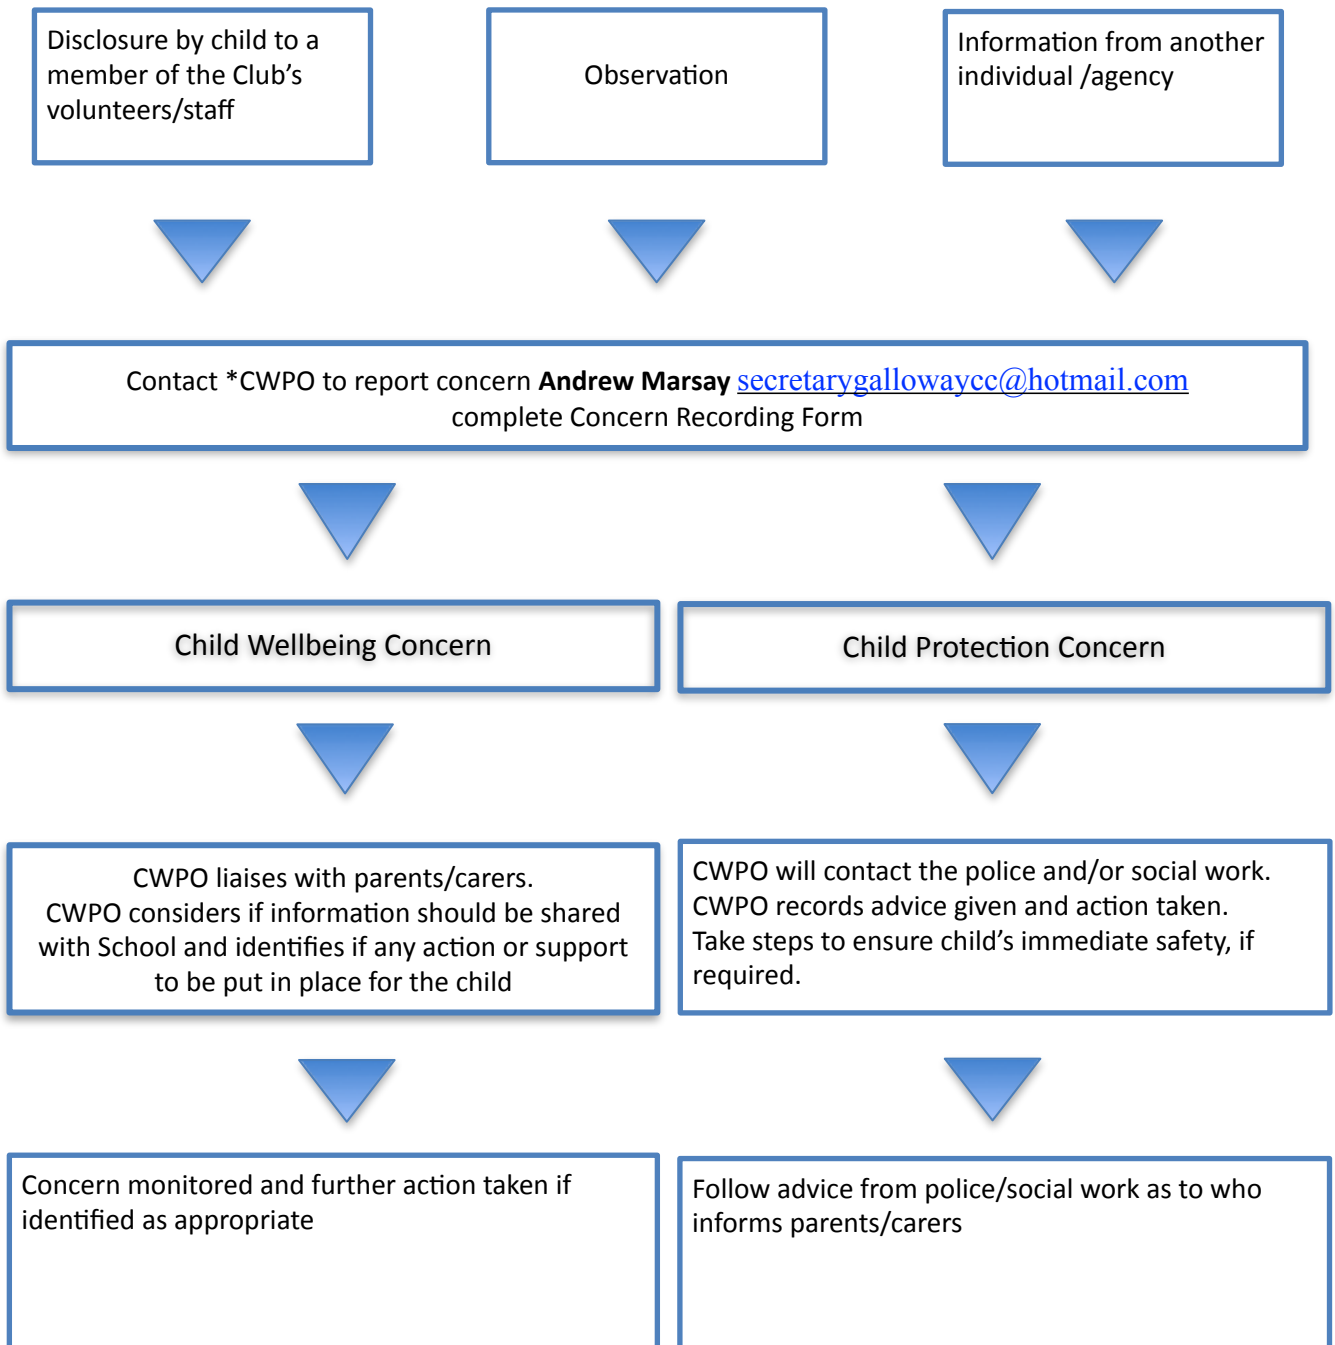 Disclosure by child to a
member of the Club's
volunteers/staff
Observation
Information from another
individual /agency
Contact *CWPO to report concern Andrew Marsay secretarygallowaycc@hotmail.com
complete Concern Recording Form
Child Wellbeing Concern
Child Protection Concern
CWPO liaises with parents/carers.
CWPO considers if information should be shared
with School and identifies if any action or support
to be put in place for the child
CWPO will contact the police and/or social work.
CWPO records advice given and action taken.
Take steps to ensure child's immediate safety, if
required.
Concern monitored and further action taken if
identified as appropriate
Follow advice from police/social work as to who
informs parents/carers